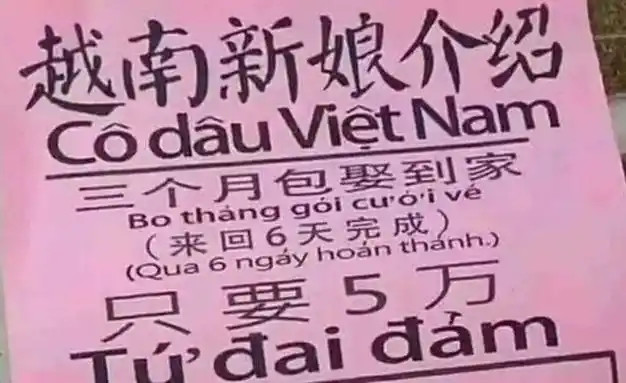 越南新娘介绍
Cô dâu Việt Nam
三个月包娶到家
Bo tháng gói cưới vé
(来回6天完成)
(Qua 6 ngáy hoàn thánh.)
只要5万
Tứ đai đảm